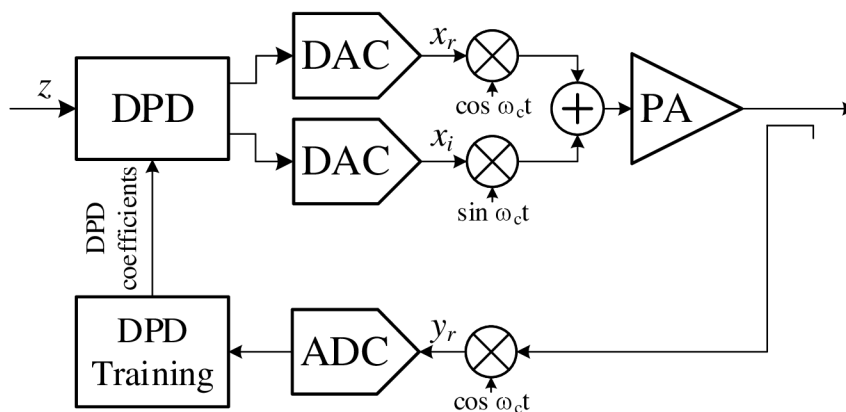 z
DPD
DAC
x_r
cos ω_c t
DAC
x_i
sin ω_c t
+
PA
DPD
coefficients
DPD
Training
ADC
y_r
cos ω_c t